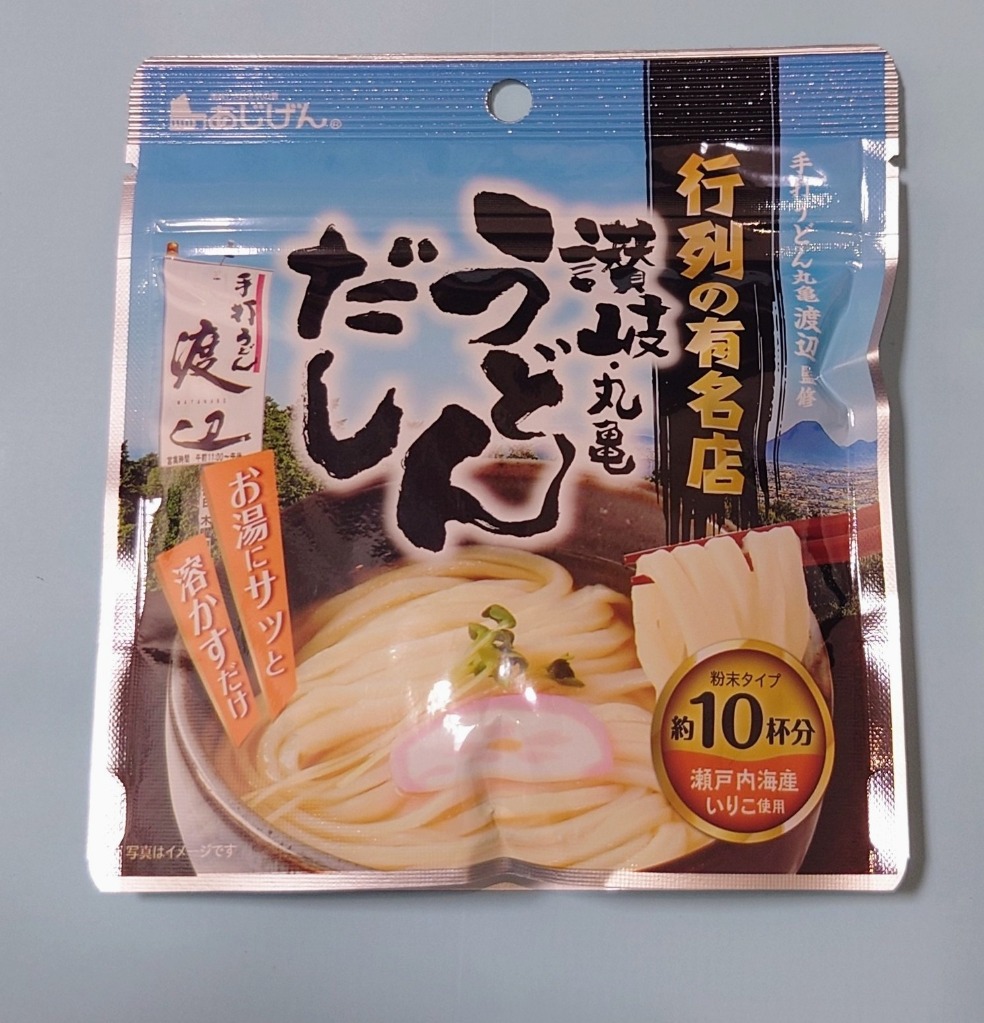 あじげん®
手打うどん丸亀渡辺 監修
行列の有名店
讃岐・丸亀
うどん
だし
手打うどん
渡辺
WATANABE
お湯にサッと
溶かすだけ
粉末タイプ
約10杯分
瀬戸内海産
いりこ使用
写真はイメージです